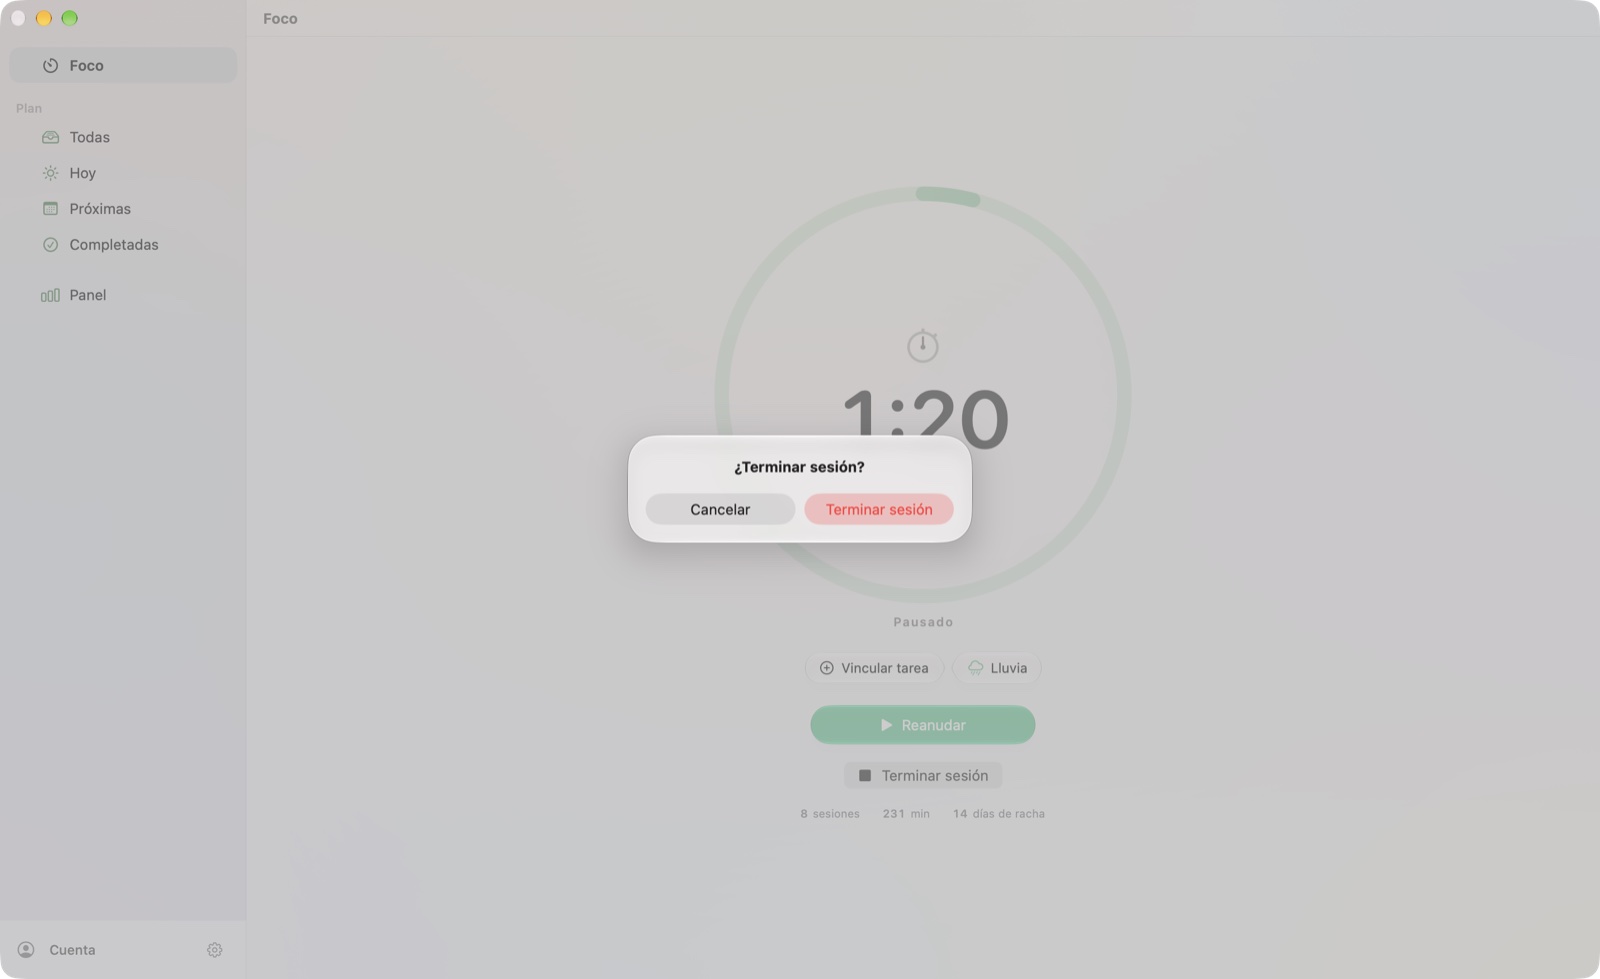 Foco
Foco
Plan
Todas
Hoy
Próximas
Completadas
Panel
1:20
¿Terminar sesión?
Cancelar
Terminar sesión
Pausado
Vincular tarea
Lluvia
Reanudar
Terminar sesión
8 sesiones 231 min 14 días de racha
Cuenta